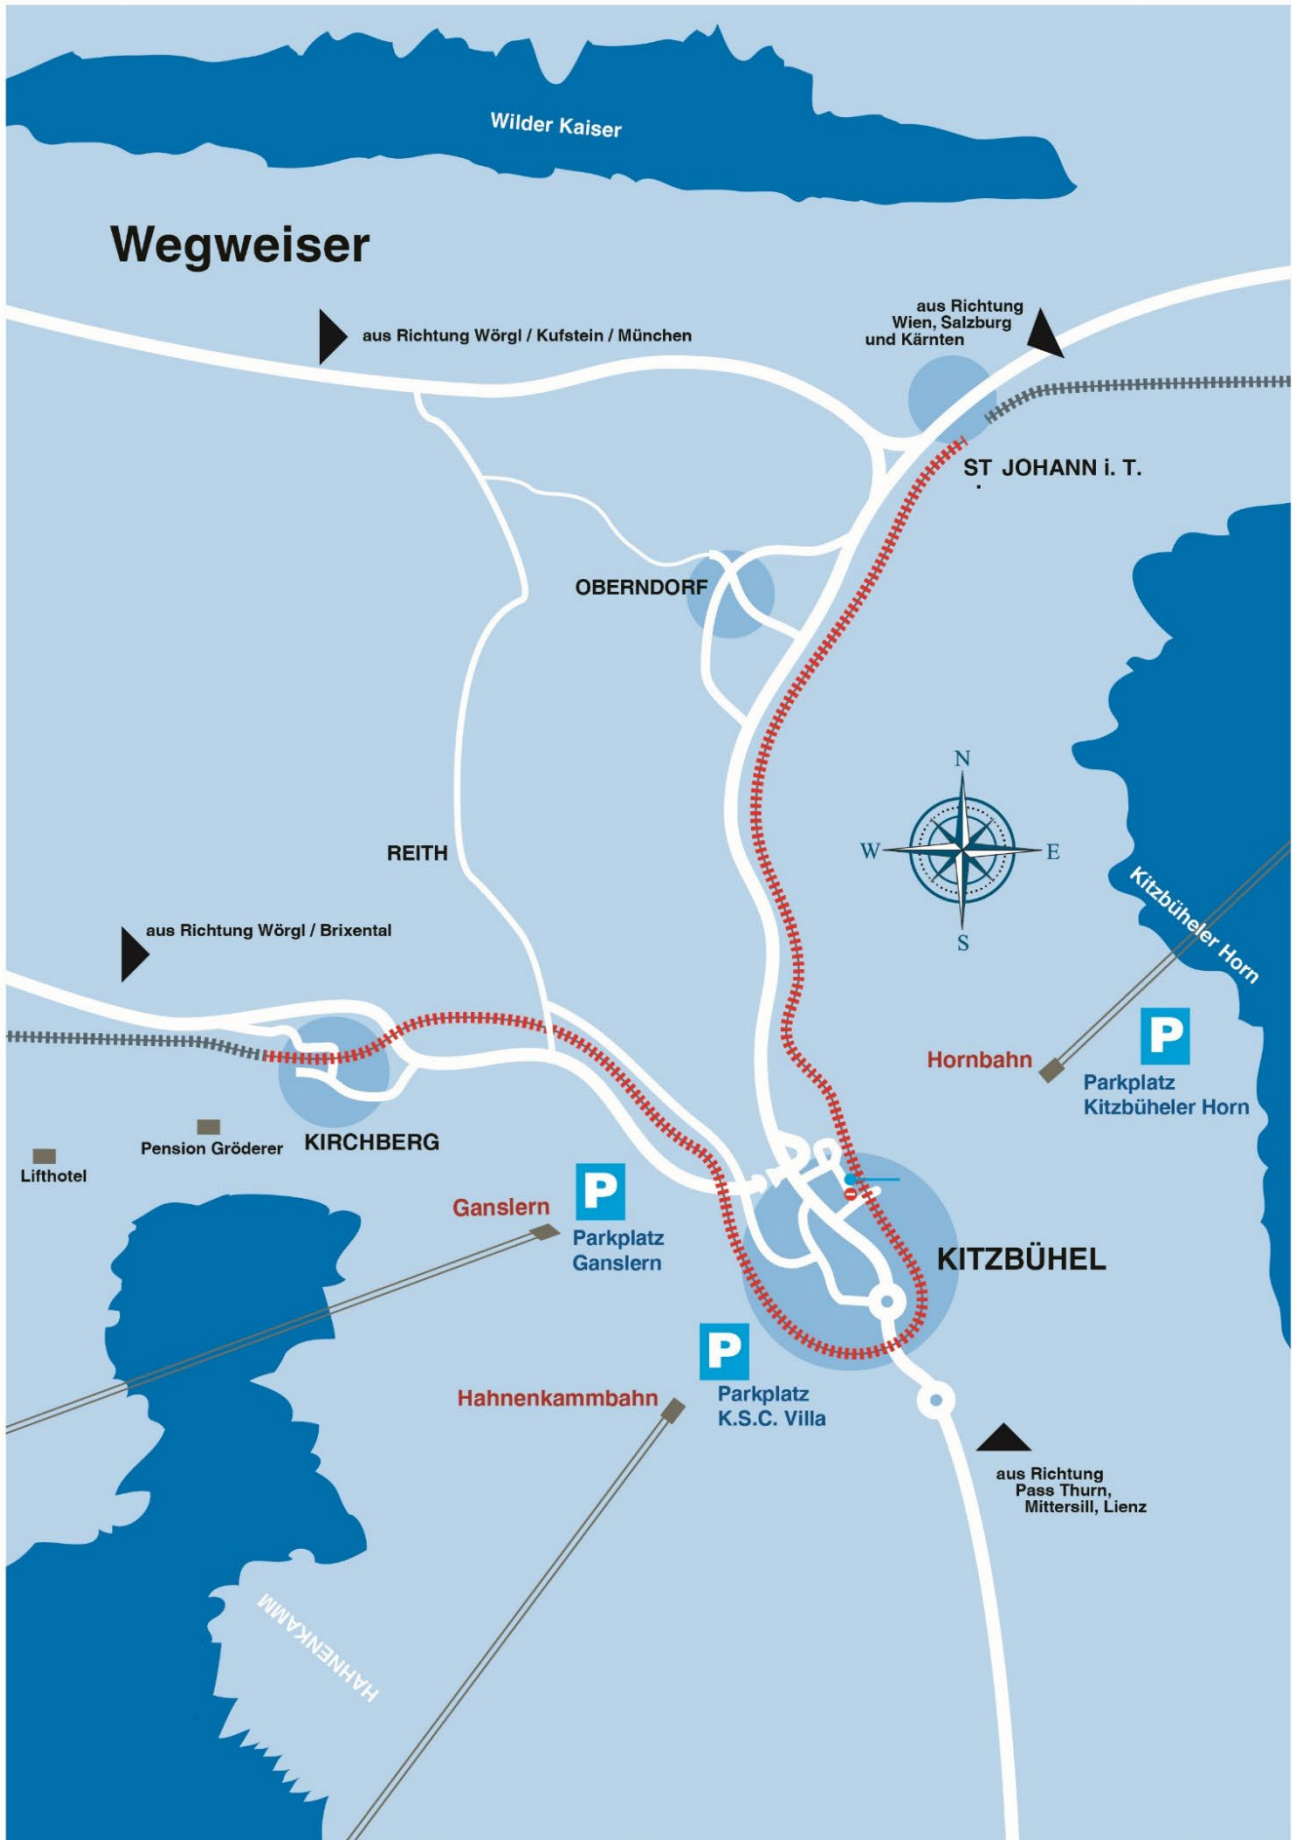 Wilder Kaiser
Wegweiser
aus Richtung
Wien, Salzburg
und Kärnten
aus Richtung Wörgl / Kufstein / München
ST JOHANN i. T.
OBERNDORF
N
W
E
S
REITH
Kitzbüheler Horn
aus Richtung Wörgl / Brixental
P
Hornbahn
Parkplatz
Kitzbüheler Horn
KIRCHBERG
Pension Gröderer
Lifthotel
P
Ganslern
Parkplatz
Ganslern
KITZBÜHEL
P
Hahnenkammbahn
Parkplatz
K.S.C. Villa
aus Richtung
Pass Thurn,
Mittersill, Lienz
HAHNENKAMM